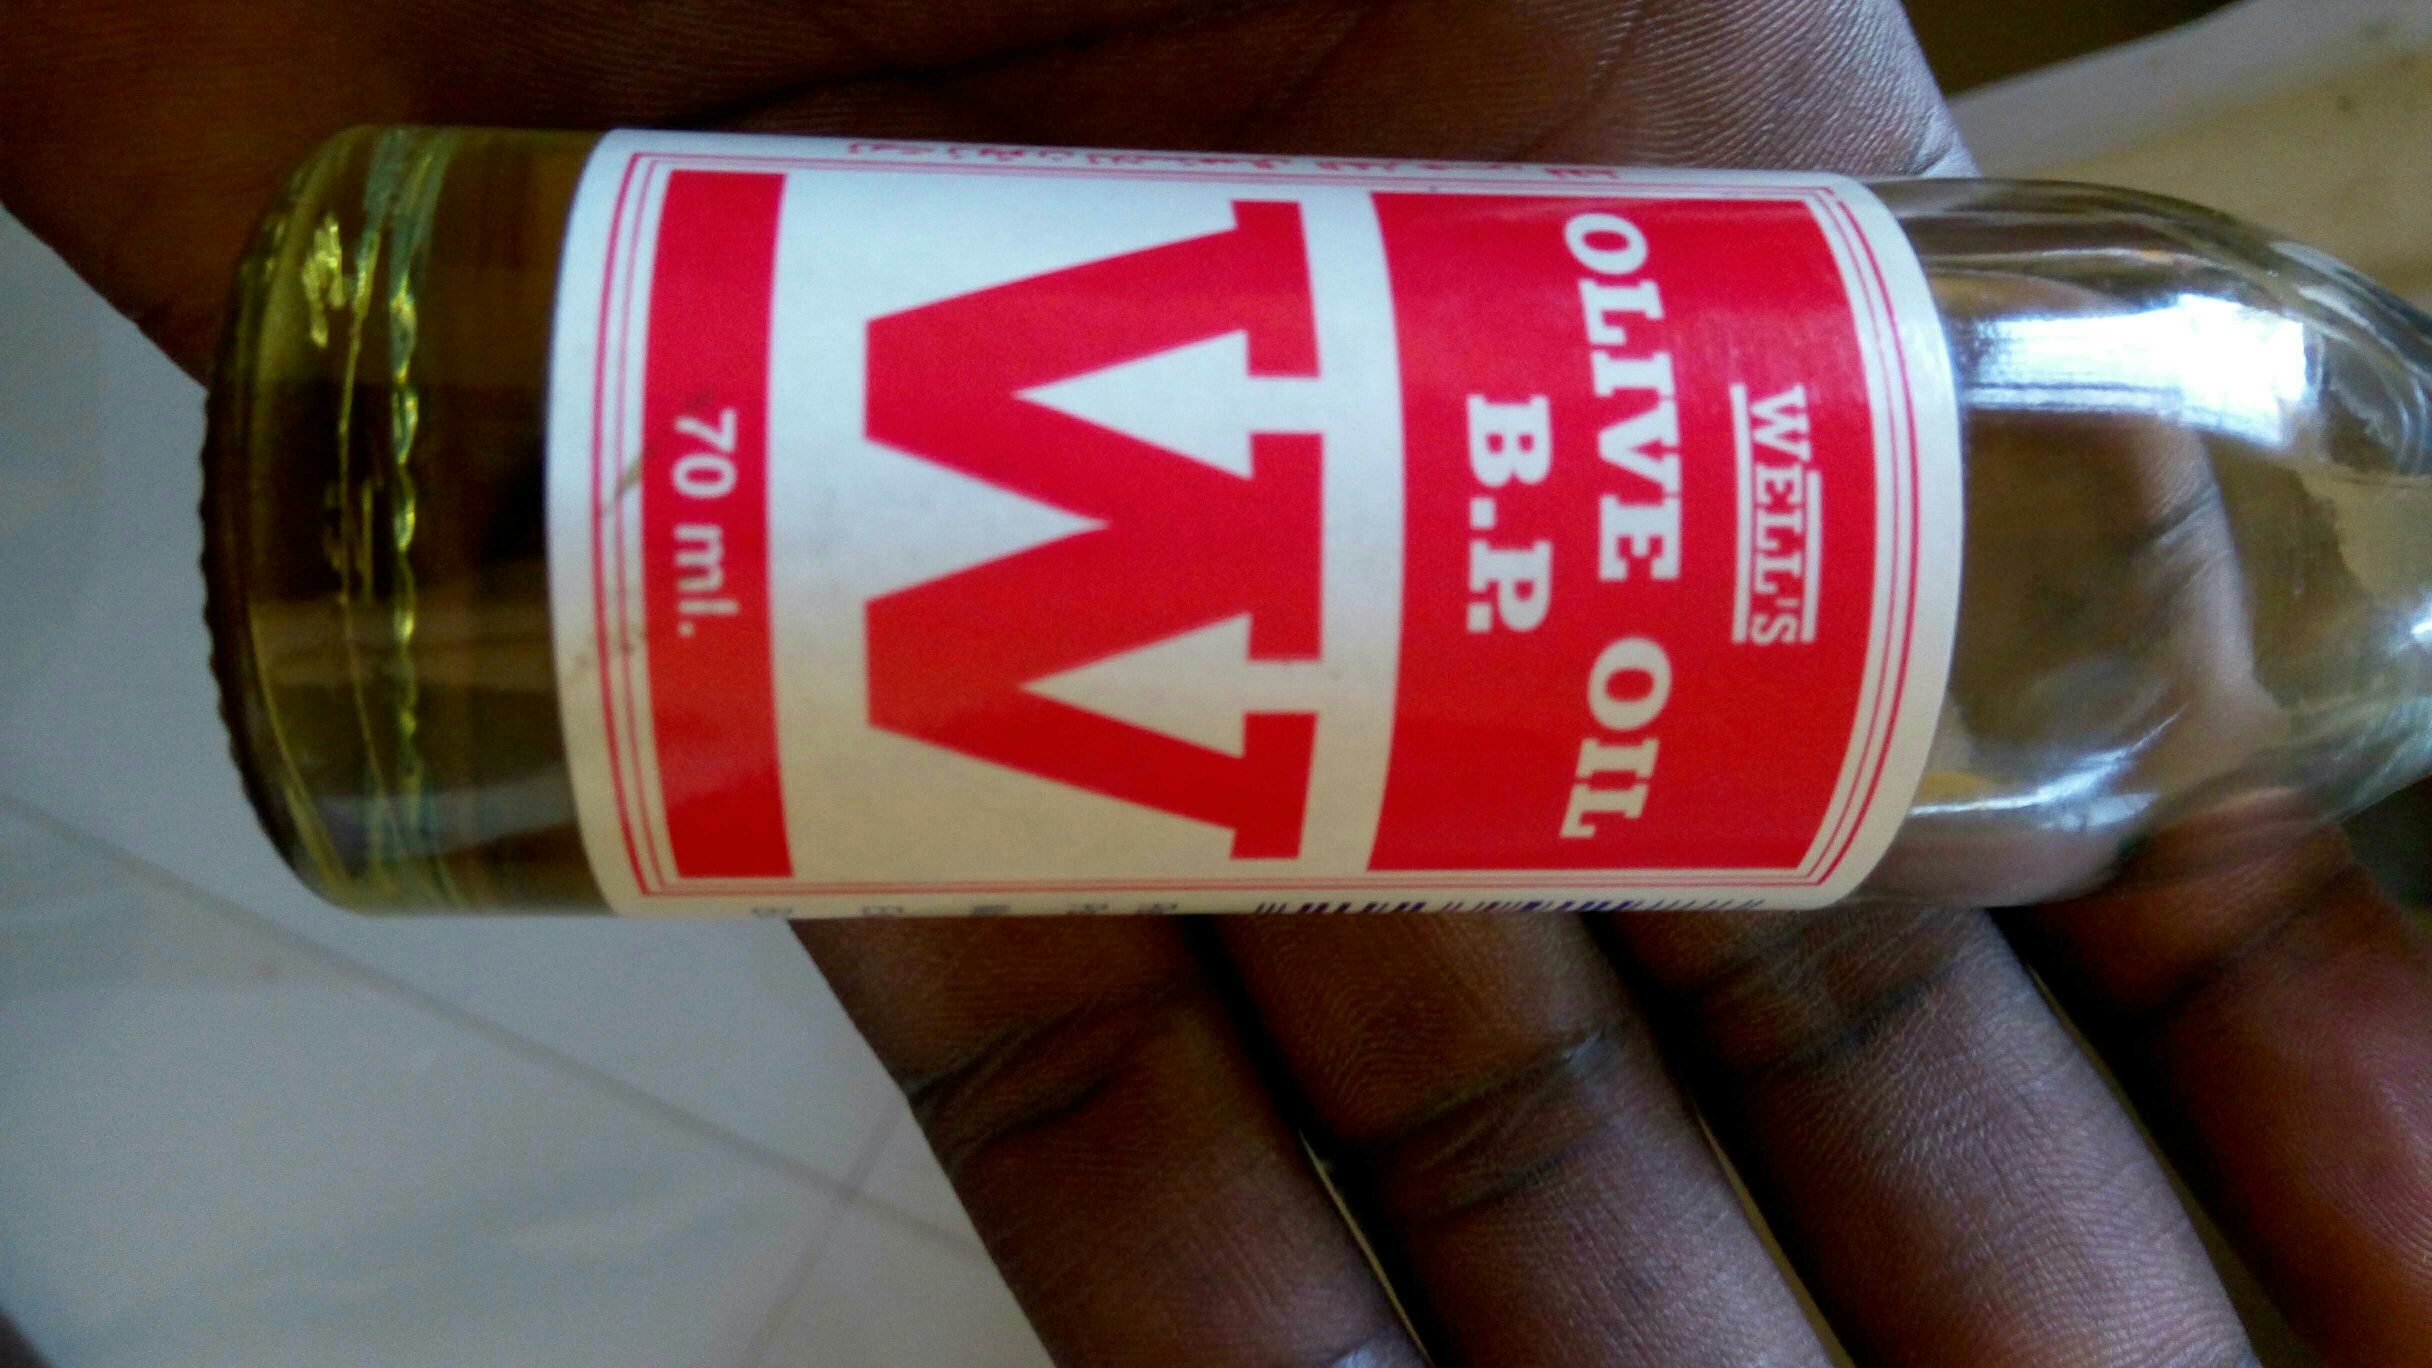 WELL'S
OLIVE OIL
B.P.
W
70 ml.